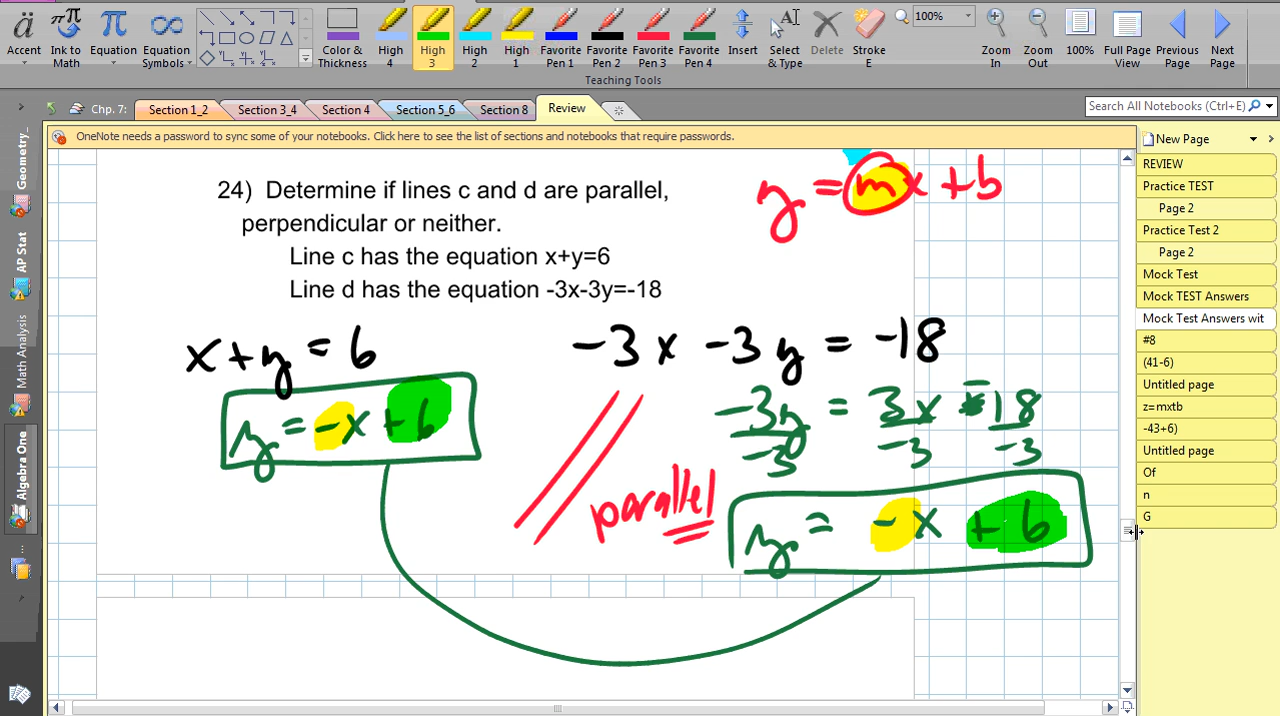 Accent
Ink to Math
Equation
Equation Symbols
Color & Thickness
High 4
High 3
High 2
High 1
Favorite Pen 1
Favorite Pen 2
Favorite Pen 3
Favorite Pen 4
Insert
Select & Type
Delete
Stroke E
100%
Zoom In
Zoom Out
100%
Full Page View
Previous Page
Next Page
Teaching Tools
Chp. 7:
Section 1_2
Section 3_4
Section 4
Section 5_6
Section 8
Review
Search All Notebooks (Ctrl+E)
OneNote needs a password to sync some of your notebooks. Click here to see the list of sections and notebooks that require passwords.
Geometry
AP Stat
Math Analysis
Algebra One
24) Determine if lines c and d are parallel,
perpendicular or neither.
Line c has the equation x+y=6
Line d has the equation -3x-3y=-18
y = mx + b
x + y = 6
y = -x + 6
-3x -3y = -18
-3y = 3x -18
-3 -3 -3
y = -x + 6
parallel
New Page
REVIEW
Practice TEST
Page 2
Practice Test 2
Page 2
Mock Test
Mock TEST Answers
Mock Test Answers wit
#8
(41-6)
Untitled page
z=mxtb
-43+6)
Untitled page
Of
n
G